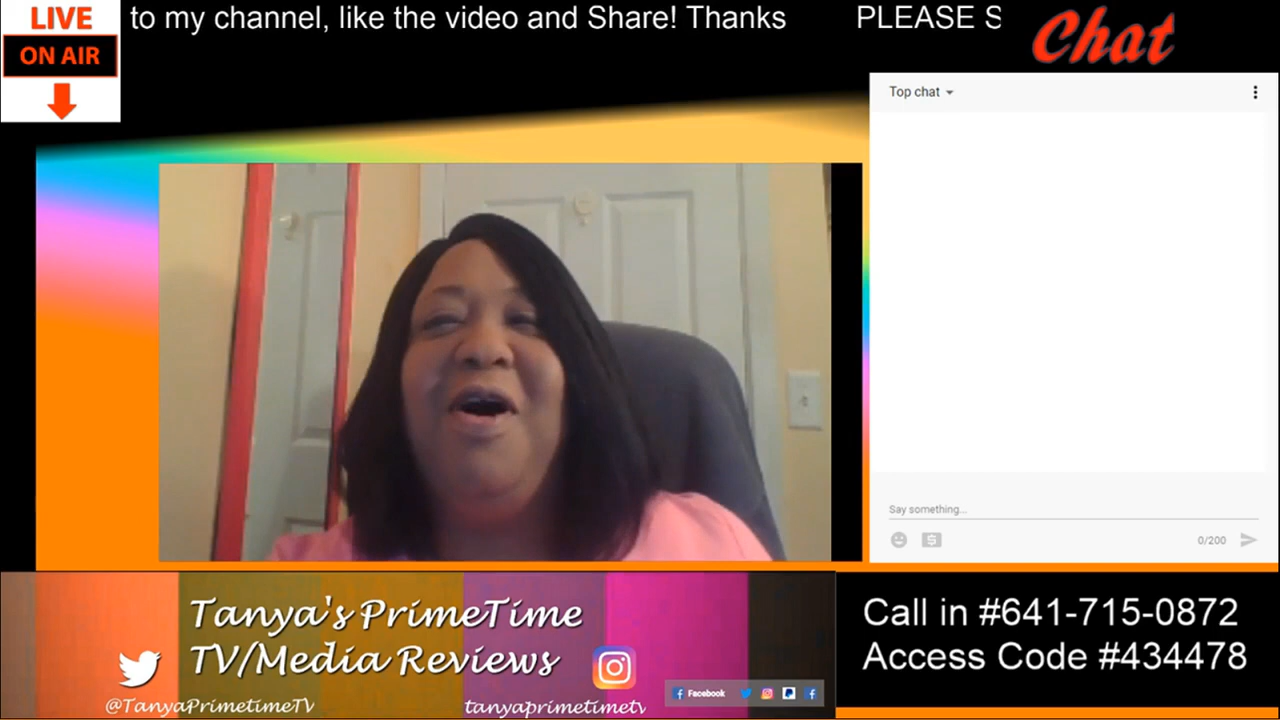 LIVE
ON AIR
to my channel, like the video and Share! Thanks
PLEASE S
Chat
Top chat
Say something...
0/200
Tanya's PrimeTime
TV/Media Reviews
@TanyaPrimetimeTV
tanyaprimetimetv
Facebook
Call in #641-715-0872
Access Code #434478